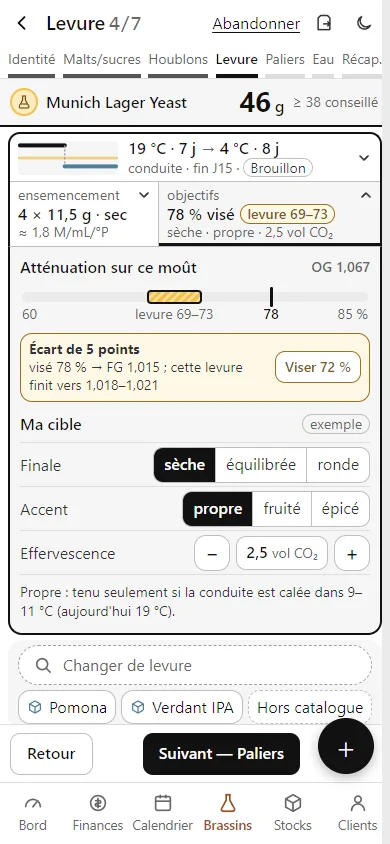 Levure 4/7
Abandonner
Identité Malts/sucres Houblons Levure Paliers Eau Récap.
Munich Lager Yeast 46 g ≥ 38 conseillé
19 °C · 7 j → 4 °C · 8 j
conduite · fin J15 · Brouillon
ensemencement
4 × 11,5 g · sec
≈ 1,8 M/mL/°P
objectifs
78 % visé levure 69–73
sèche · propre · 2,5 vol CO₂
Atténuation sur ce moût OG 1,067
60 levure 69–73 78 85 %
Écart de 5 points
visé 78 % → FG 1,015 ; cette levure
finit vers 1,018–1,021
Viser 72 %
Ma cible exemple
Finale sèche équilibrée ronde
Accent propre fruité épicé
Effervescence − 2,5 vol CO₂ +
Propre : tenu seulement si la conduite est calée dans 9–
11 °C (aujourd'hui 19 °C).
Changer de levure
Pomona Verdant IPA Hors catalogue
Retour Suivant — Paliers +
Bord Finances Calendrier Brassins Stocks Clients